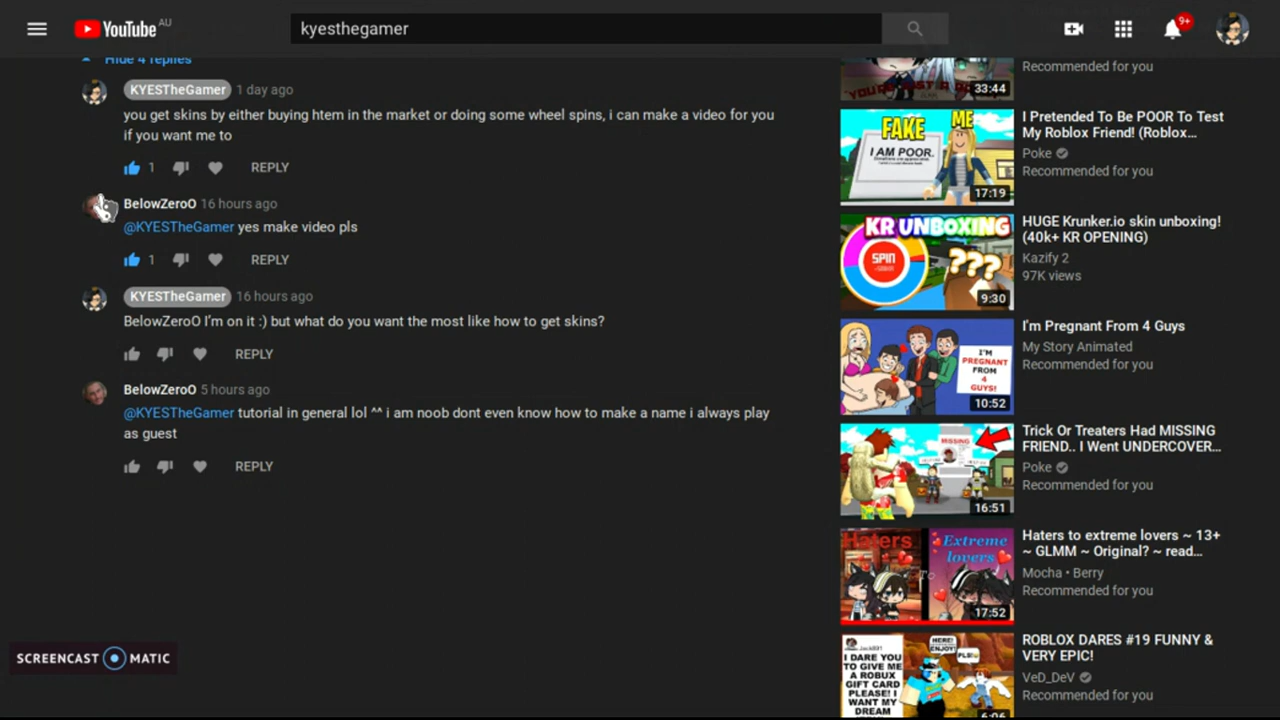 YouTube AU
kyesthegamer
9+
Hide 4 replies
KYESTheGamer 1 day ago
you get skins by either buying htem in the market or doing some wheel spins, i can make a video for you
if you want me to
1 REPLY
BelowZeroO 16 hours ago
@KYESTheGamer yes make video pls
1 REPLY
KYESTheGamer 16 hours ago
BelowZeroO I'm on it :) but what do you want the most like how to get skins?
REPLY
BelowZeroO 5 hours ago
@KYESTheGamer tutorial in general lol ^^ i am noob dont even know how to make a name i always play
as guest
REPLY
SCREENCAST MATIC
33:44
Recommended for you
FAKE ME
I AM POOR.
17:19
I Pretended To Be POOR To Test
My Roblox Friend! (Roblox...
Poke
Recommended for you
KR UNBOXING
SPIN
???
9:30
HUGE Krunker.io skin unboxing!
(40k+ KR OPENING)
Kazify 2
97K views
I'M
PREGNANT
FROM
4
GUYS!
10:52
I'm Pregnant From 4 Guys
My Story Animated
Recommended for you
MISSING
16:51
Trick Or Treaters Had MISSING
FRIEND.. I Went UNDERCOVER...
Poke
Recommended for you
Haters
To
Extreme
lovers
17:52
Haters to extreme lovers ~ 13+
~ GLMM ~ Original? ~ read...
Mocha • Berry
Recommended for you
I DARE YOU
TO GIVE ME
A ROBUX
GIFT CARD
PLEASE! I
WANT MY
DREAM
HERE!
ENJOY!
6:06
ROBLOX DARES #19 FUNNY &
VERY EPIC!
VeD_DeV
Recommended for you